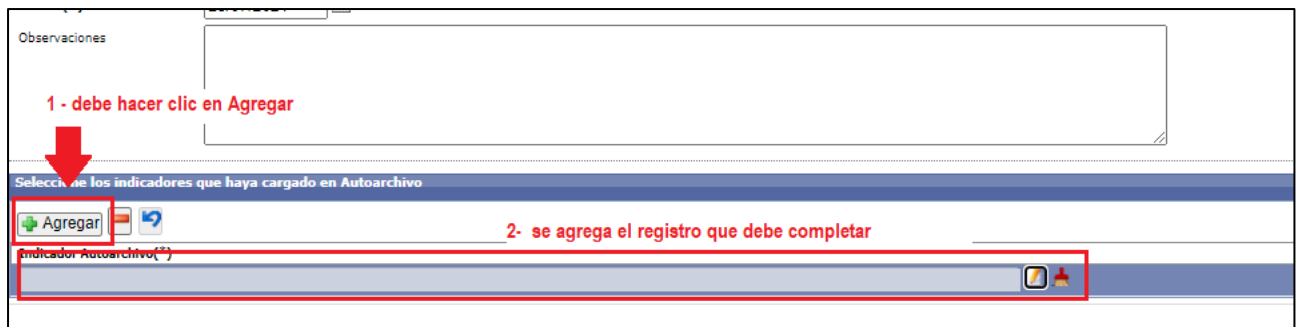 Observaciones
1 - debe hacer clic en Agregar
Seleccione los indicadores que haya cargado en Autoarchivo
Agregar
2- se agrega el registro que debe completar
Indicador Autoarchivo(*)